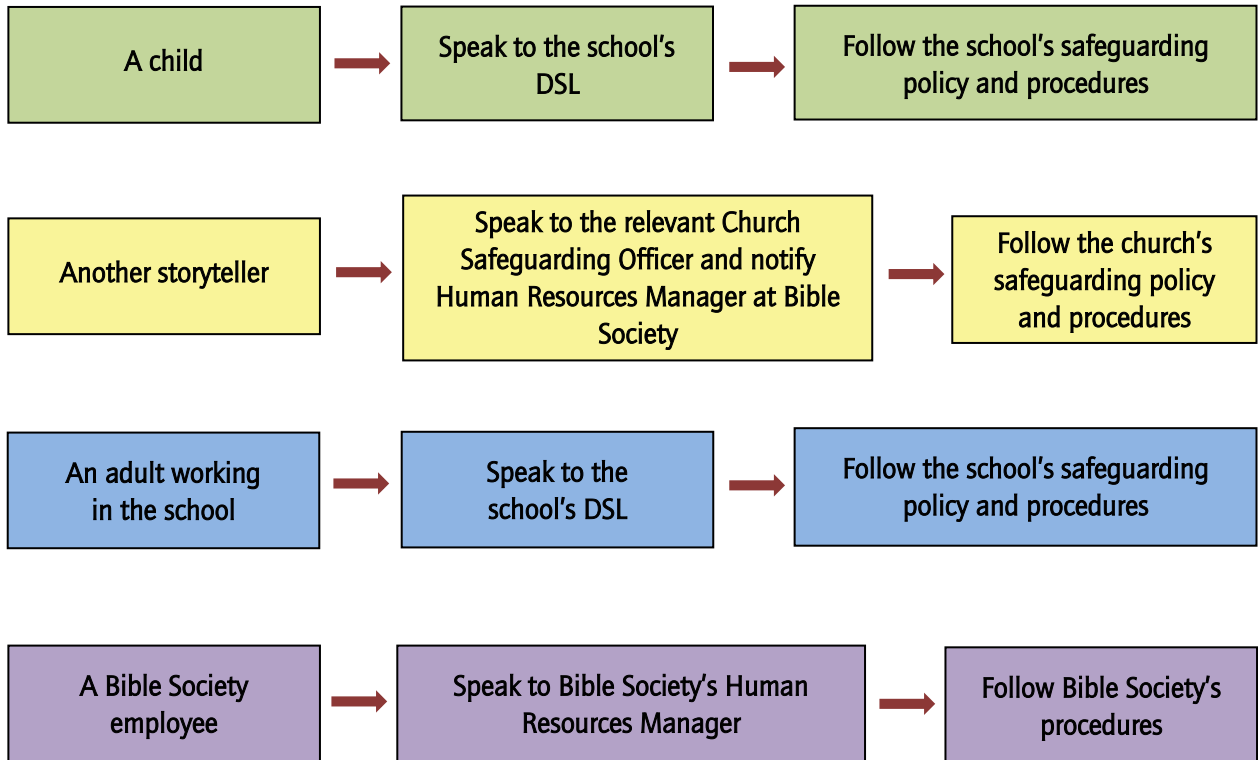 A child
Speak to the school's
DSL
Follow the school's safeguarding
policy and procedures
Another storyteller
Speak to the relevant Church
Safeguarding Officer and notify
Human Resources Manager at Bible
Society
Follow the church's
safeguarding policy
and procedures
An adult working
in the school
Speak to the
school's DSL
Follow the school's safeguarding
policy and procedures
A Bible Society
employee
Speak to Bible Society's Human
Resources Manager
Follow Bible Society's
procedures